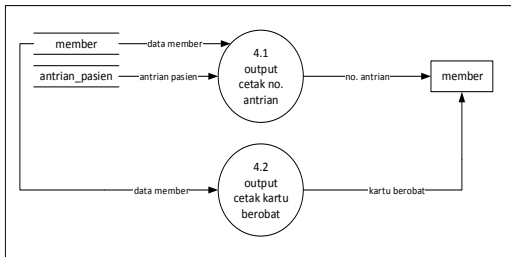 member
data member
antrian_pasien
antrian pasien
4.1
output
cetak no.
antrian
no. antrian
member
data member
4.2
output
cetak kartu
berobat
kartu berobat